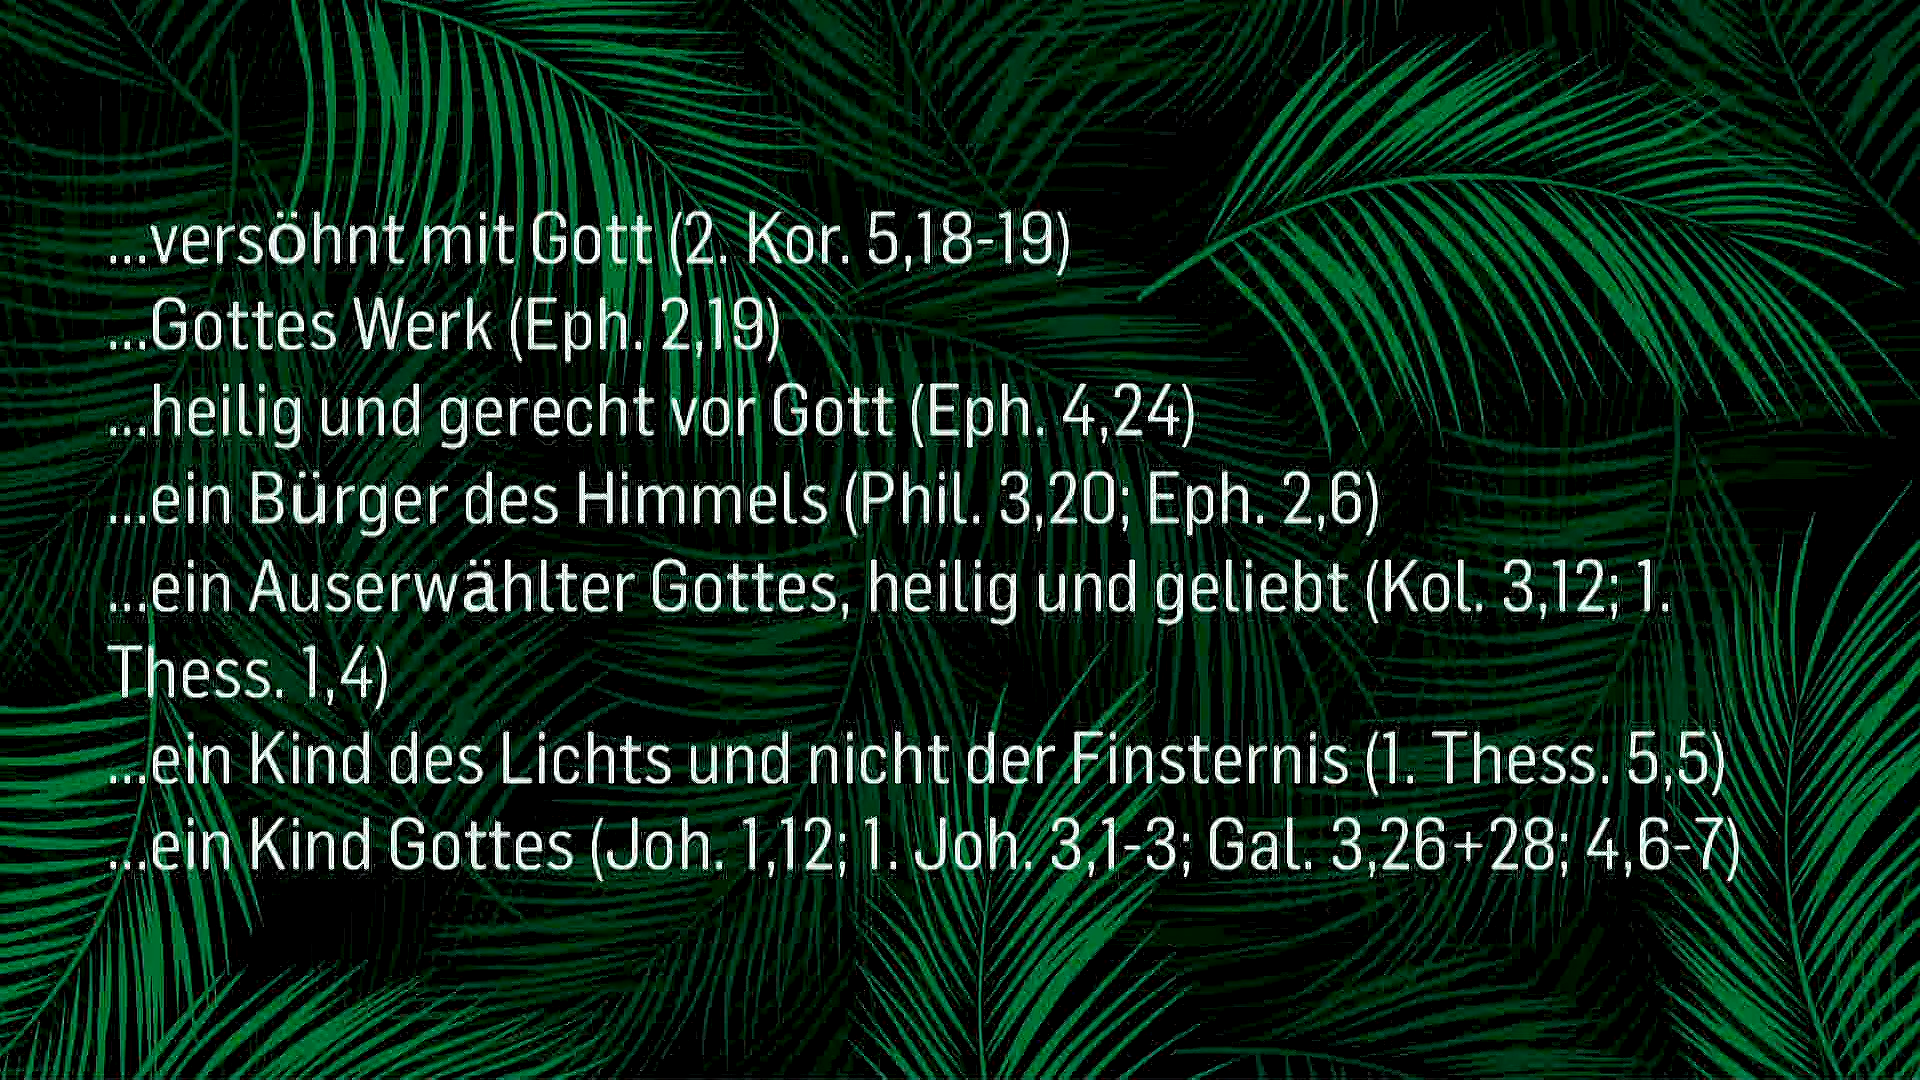 ...versöhnt mit Gott (2. Kor. 5,18-19)
...Gottes Werk (Eph. 2,19)
...heilig und gerecht vor Gott (Eph. 4,24)
...ein Bürger des Himmels (Phil. 3,20; Eph. 2,6)
...ein Auserwählter Gottes, heilig und geliebt (Kol. 3,12; 1.
Thess. 1,4)
...ein Kind des Lichts und nicht der Finsternis (1. Thess. 5,5)
...ein Kind Gottes (Joh. 1,12; 1. Joh. 3,1-3; Gal. 3,26+28; 4,6-7)